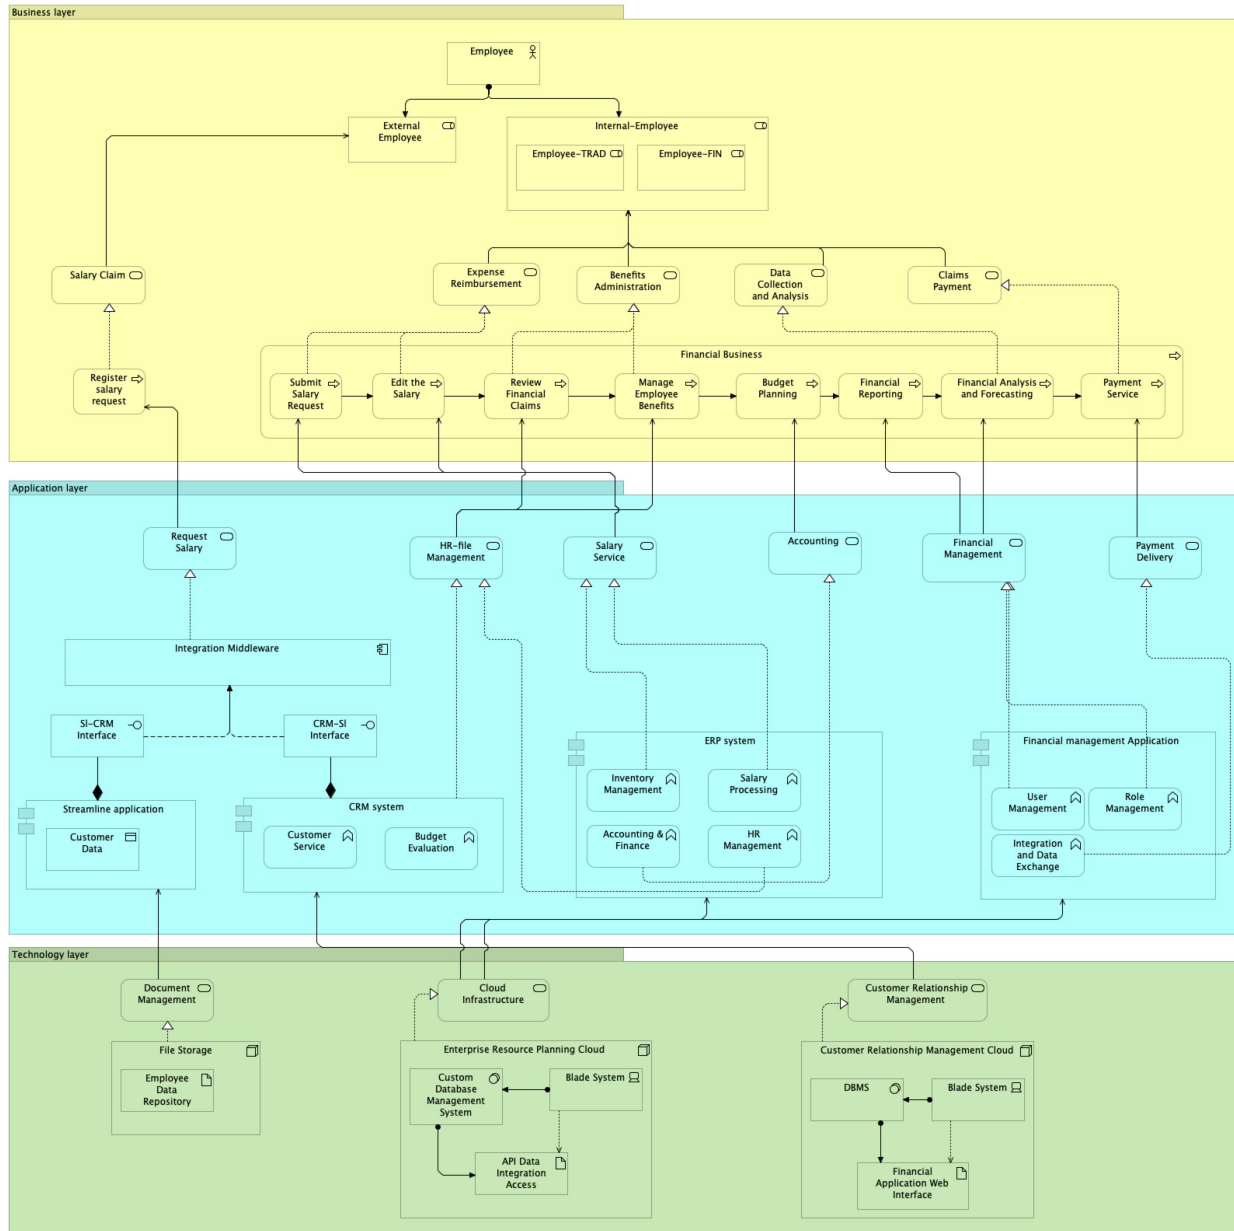 Business layer
Employee
External
Employee
Internal-Employee
Employee-TRAD
Employee-FIN
Salary Claim
Expense
Reimbursement
Benefits
Administration
Data
Collection
and Analysis
Claims
Payment
Financial Business
Register
salary
request
Submit
Salary
Request
Edit the
Salary
Review
Financial
Claims
Manage
Employee
Benefits
Budget
Planning
Financial
Reporting
Financial Analysis
and Forecasting
Payment
Service
Application layer
Request
Salary
HR-file
Management
Salary
Service
Accounting
Financial
Management
Payment
Delivery
Integration Middleware
SI-CRM
Interface
CRM-SI
Interface
ERP system
Financial management Application
Inventory
Management
Salary
Processing
User
Management
Role
Management
Streamline application
CRM system
Customer
Data
Customer
Service
Budget
Evaluation
Accounting &
Finance
HR
Management
Integration
and Data
Exchange
Technology layer
Document
Management
Cloud
Infrastructure
Customer Relationship
Management
File Storage
Employee
Data
Repository
Enterprise Resource Planning Cloud
Custom
Database
Management
System
Blade System
API Data
Integration
Access
Customer Relationship Management Cloud
DBMS
Blade System
Financial
Application Web
Interface